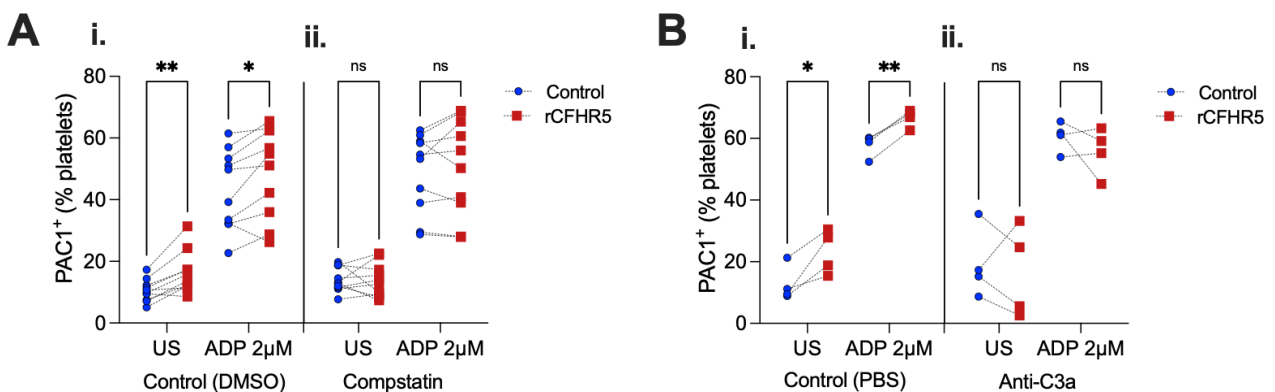 A
i.
ii.
PAC1⁺ (% platelets)
80
60
40
20
0
**
*
ns
ns
Control
rCFHR5
US
ADP 2μM
US
ADP 2μM
Control (DMSO)
Compstatin
B
i.
ii.
PAC1⁺ (% platelets)
80
60
40
20
0
*
**
ns
ns
Control
rCFHR5
US
ADP 2μM
US
ADP 2μM
Control (PBS)
Anti-C3a